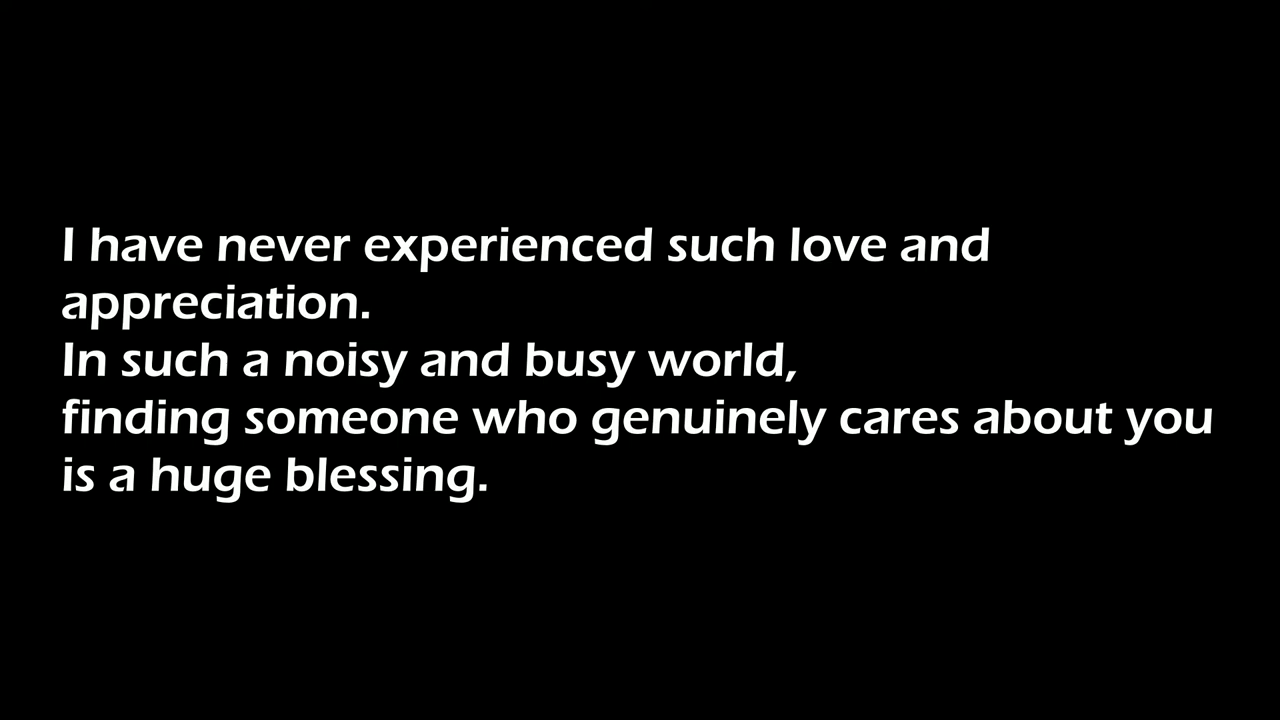 I have never experienced such love and
appreciation.
In such a noisy and busy world,
finding someone who genuinely cares about you
is a huge blessing.